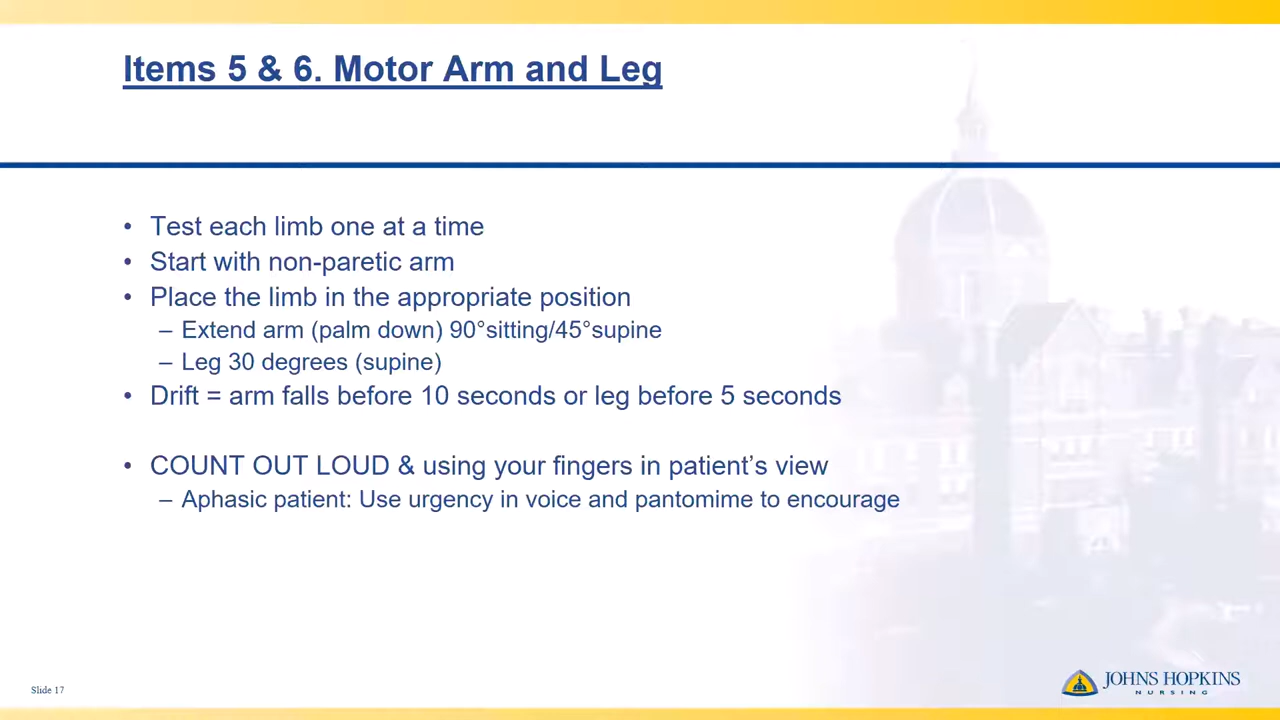 Items 5 & 6. Motor Arm and Leg
• Test each limb one at a time
• Start with non-paretic arm
• Place the limb in the appropriate position
– Extend arm (palm down) 90°sitting/45°supine
– Leg 30 degrees (supine)
• Drift = arm falls before 10 seconds or leg before 5 seconds
• COUNT OUT LOUD & using your fingers in patient’s view
– Aphasic patient: Use urgency in voice and pantomime to encourage
Slide 17
JOHNS HOPKINS
NURSING